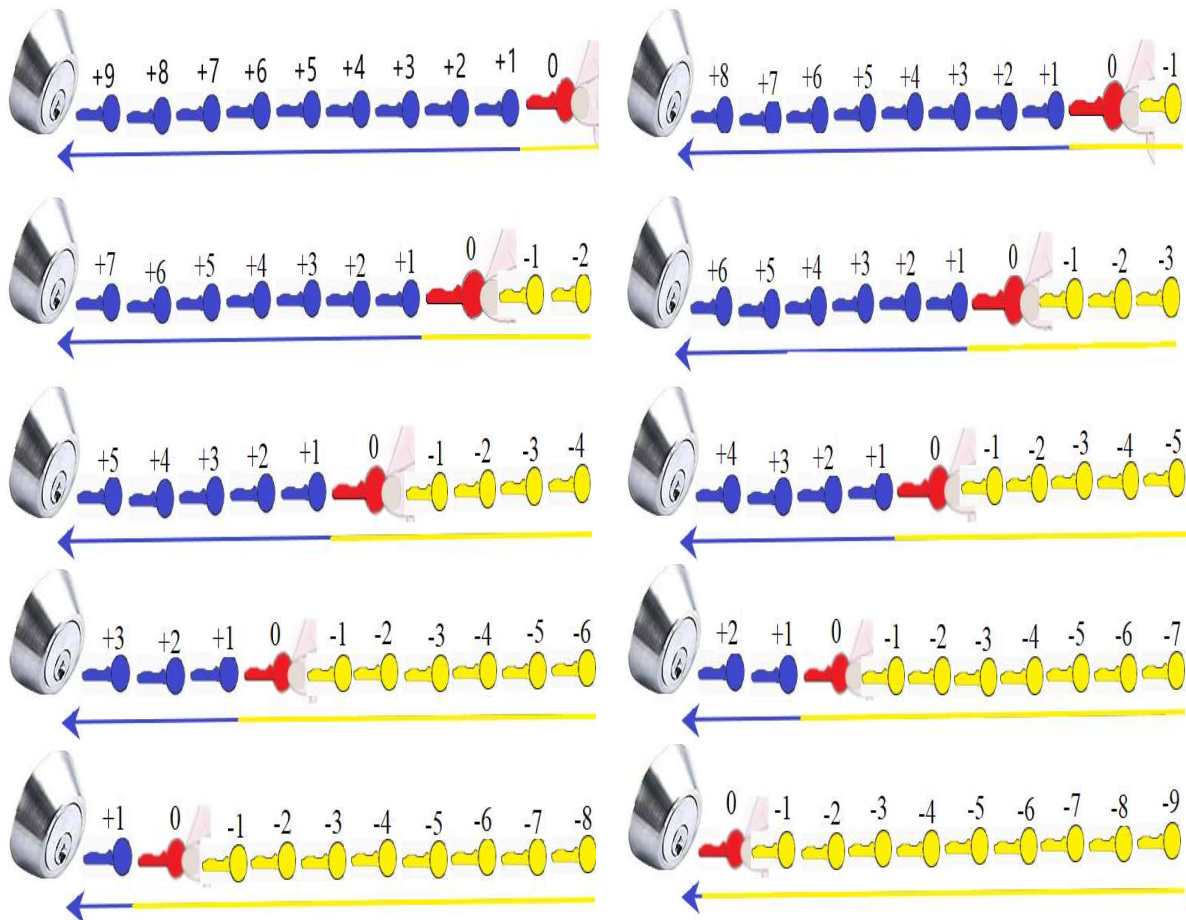 +9 +8 +7 +6 +5 +4 +3 +2 +1 0
+8 +7 +6 +5 +4 +3 +2 +1 0 -1
+7 +6 +5 +4 +3 +2 +1 0 -1 -2
+6 +5 +4 +3 +2 +1 0 -1 -2 -3
+5 +4 +3 +2 +1 0 -1 -2 -3 -4
+4 +3 +2 +1 0 -1 -2 -3 -4 -5
+3 +2 +1 0 -1 -2 -3 -4 -5 -6
+2 +1 0 -1 -2 -3 -4 -5 -6 -7
+1 0 -1 -2 -3 -4 -5 -6 -7 -8
0 -1 -2 -3 -4 -5 -6 -7 -8 -9